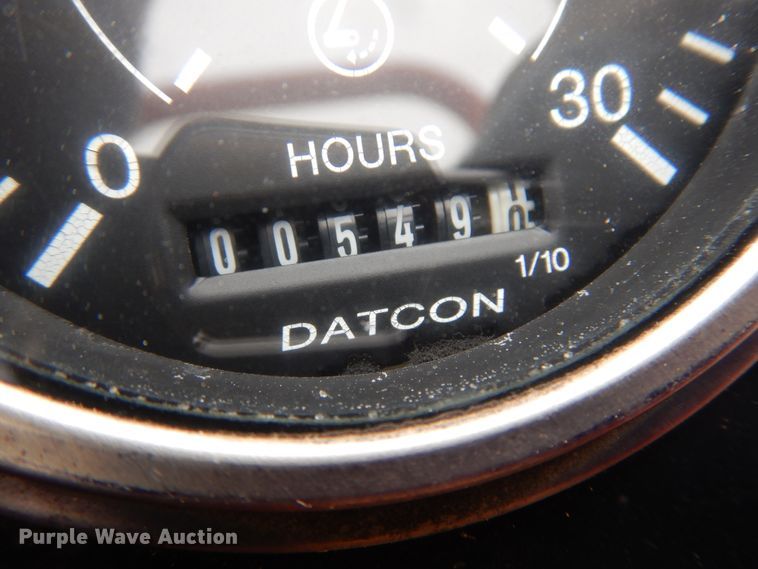 30
0
HOURS
0 0 5 4 9
1/10
DATCON
Purple Wave Auction